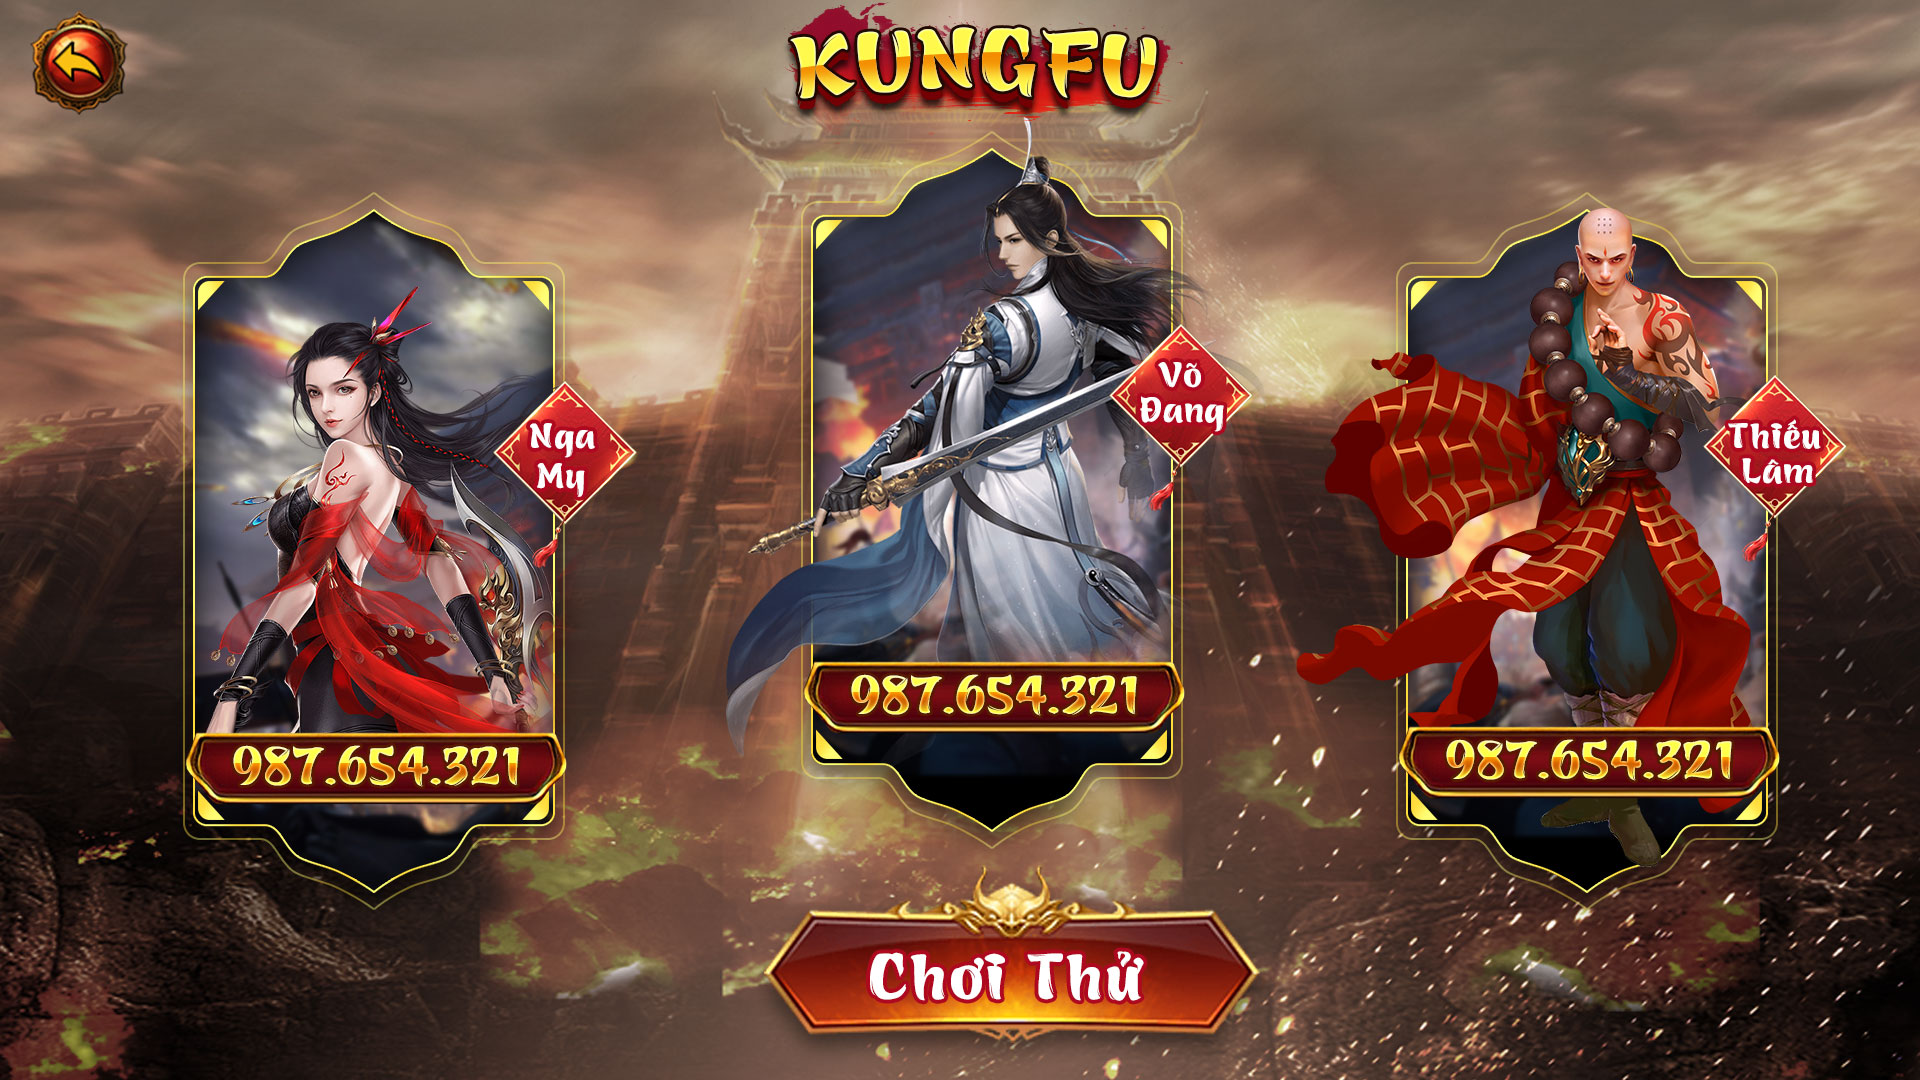 KUNGFU
Nga
My
987.654.321
Võ
Đang
987.654.321
Thiếu
Lâm
987.654.321
Chơi Thử